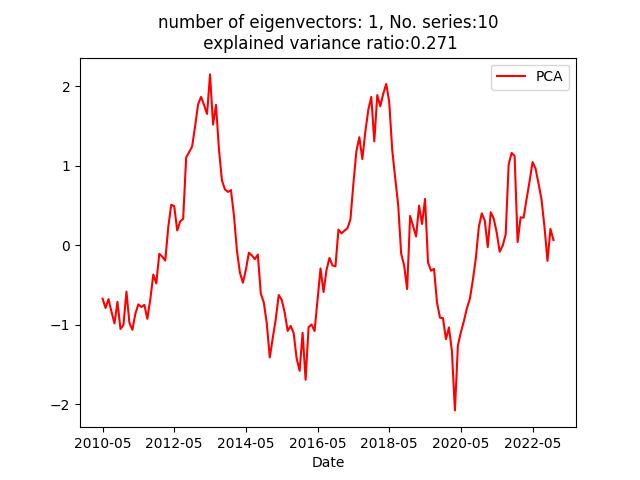 number of eigenvectors: 1, No. series:10
explained variance ratio:0.271
PCA
2
1
0
−1
−2
2010-05 2012-05 2014-05 2016-05 2018-05 2020-05 2022-05
Date